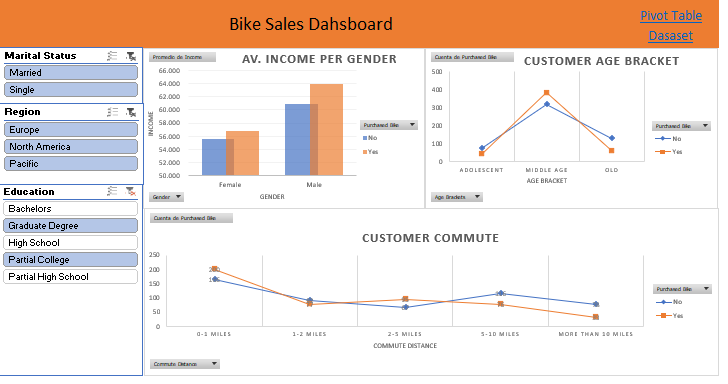 Bike Sales Dahsboard
Pivot Table
Dasaset
Marital Status
Married
Single
Region
Europe
North America
Pacific
Education
Bachelors
Graduate Degree
High School
Partial College
Partial High School
Promedio de Income
AV. INCOME PER GENDER
66.000
64.000
62.000
60.000
58.000
56.000
54.000
52.000
50.000
INCOME
Female
Male
GENDER
Purchased Bike
No
Yes
Gender
Cuenta de Purchased Bike
CUSTOMER AGE BRACKET
500
400
300
200
100
0
ADOLESCENT
MIDDLE AGE
OLD
AGE BRACKET
Purchased Bike
No
Yes
Age Brackets
Cuenta de Purchased Bike
CUSTOMER COMMUTE
250
200
150
100
50
0
0-1 MILES
1-2 MILES
2-5 MILES
5-10 MILES
MORE THAN 10 MILES
COMMUTE DISTANCE
Purchased Bike
No
Yes
Commute Distance